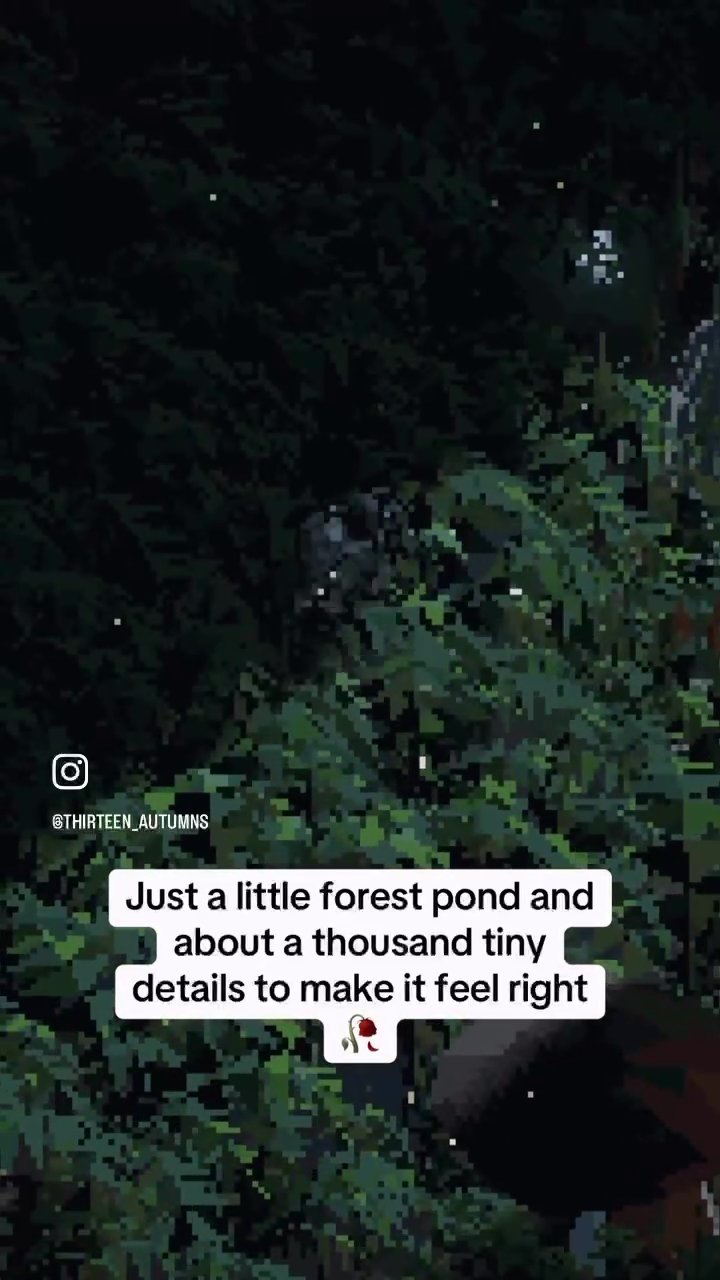 @THIRTEEN_AUTUMNS
Just a little forest pond and
about a thousand tiny
details to make it feel right
🥀